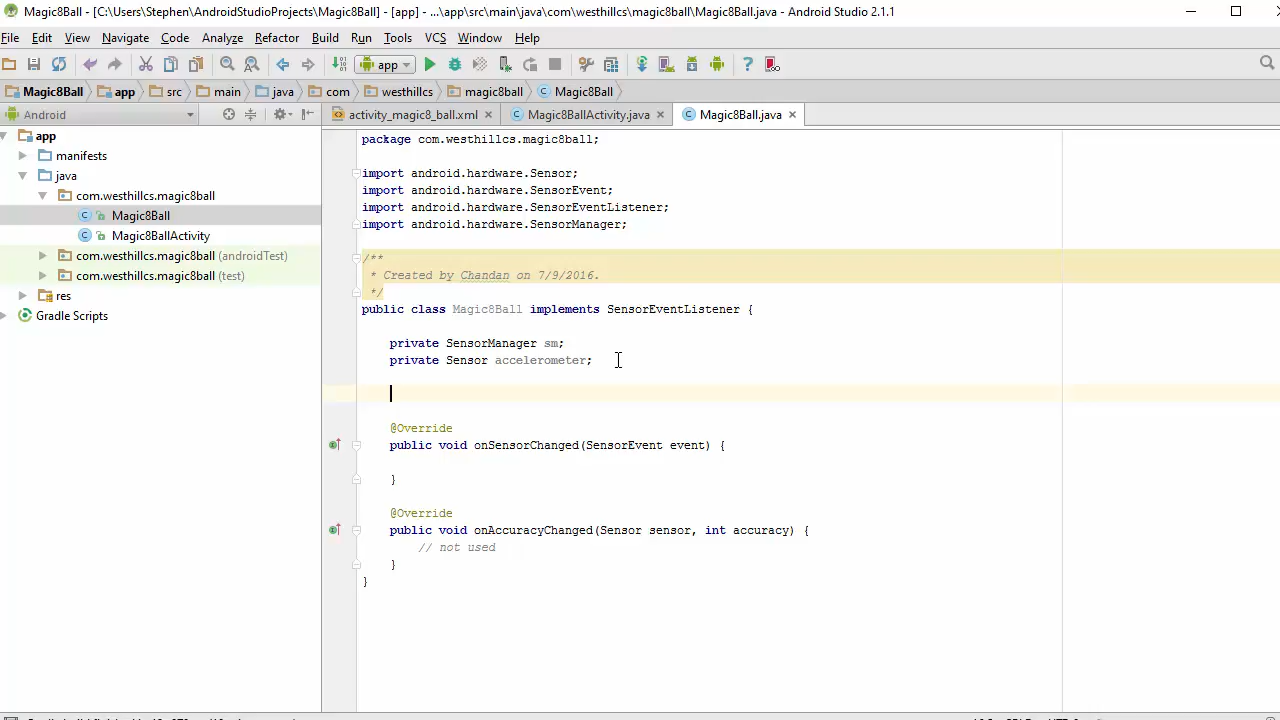 Magic8Ball - [C:\Users\Stephen\AndroidStudioProjects\Magic8Ball] - [app] - ...\app\src\main\java\com\westhillcs\magic8ball\Magic8Ball.java - Android Studio 2.1.1
File Edit View Navigate Code Analyze Refactor Build Run Tools VCS Window Help
app
Magic8Ball app src main java com westhillcs magic8ball Magic8Ball
Android
activity_magic8_ball.xml Magic8BallActivity.java Magic8Ball.java
app
manifests
java
com.westhillcs.magic8ball
Magic8Ball
Magic8BallActivity
com.westhillcs.magic8ball (androidTest)
com.westhillcs.magic8ball (test)
res
Gradle Scripts
package com.westhillcs.magic8ball;
import android.hardware.Sensor;
import android.hardware.SensorEvent;
import android.hardware.SensorEventListener;
import android.hardware.SensorManager;
/**
* Created by Chandan on 7/9/2016.
*/
public class Magic8Ball implements SensorEventListener {
private SensorManager sm;
private Sensor accelerometer;
@Override
public void onSensorChanged(SensorEvent event) {
}
@Override
public void onAccuracyChanged(Sensor sensor, int accuracy) {
// not used
}
}